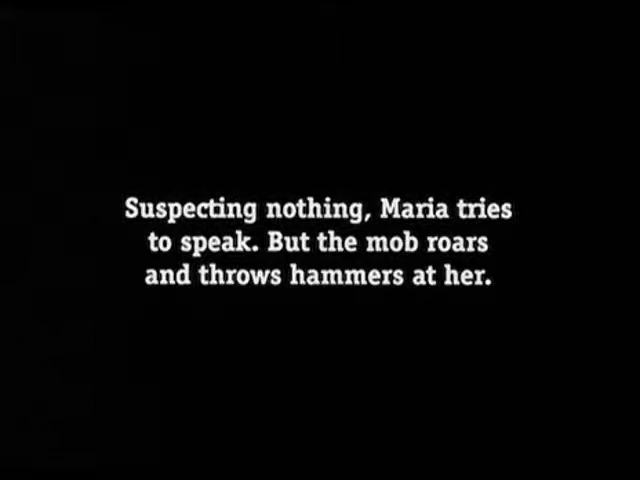 Suspecting nothing, Maria tries
to speak. But the mob roars
and throws hammers at her.